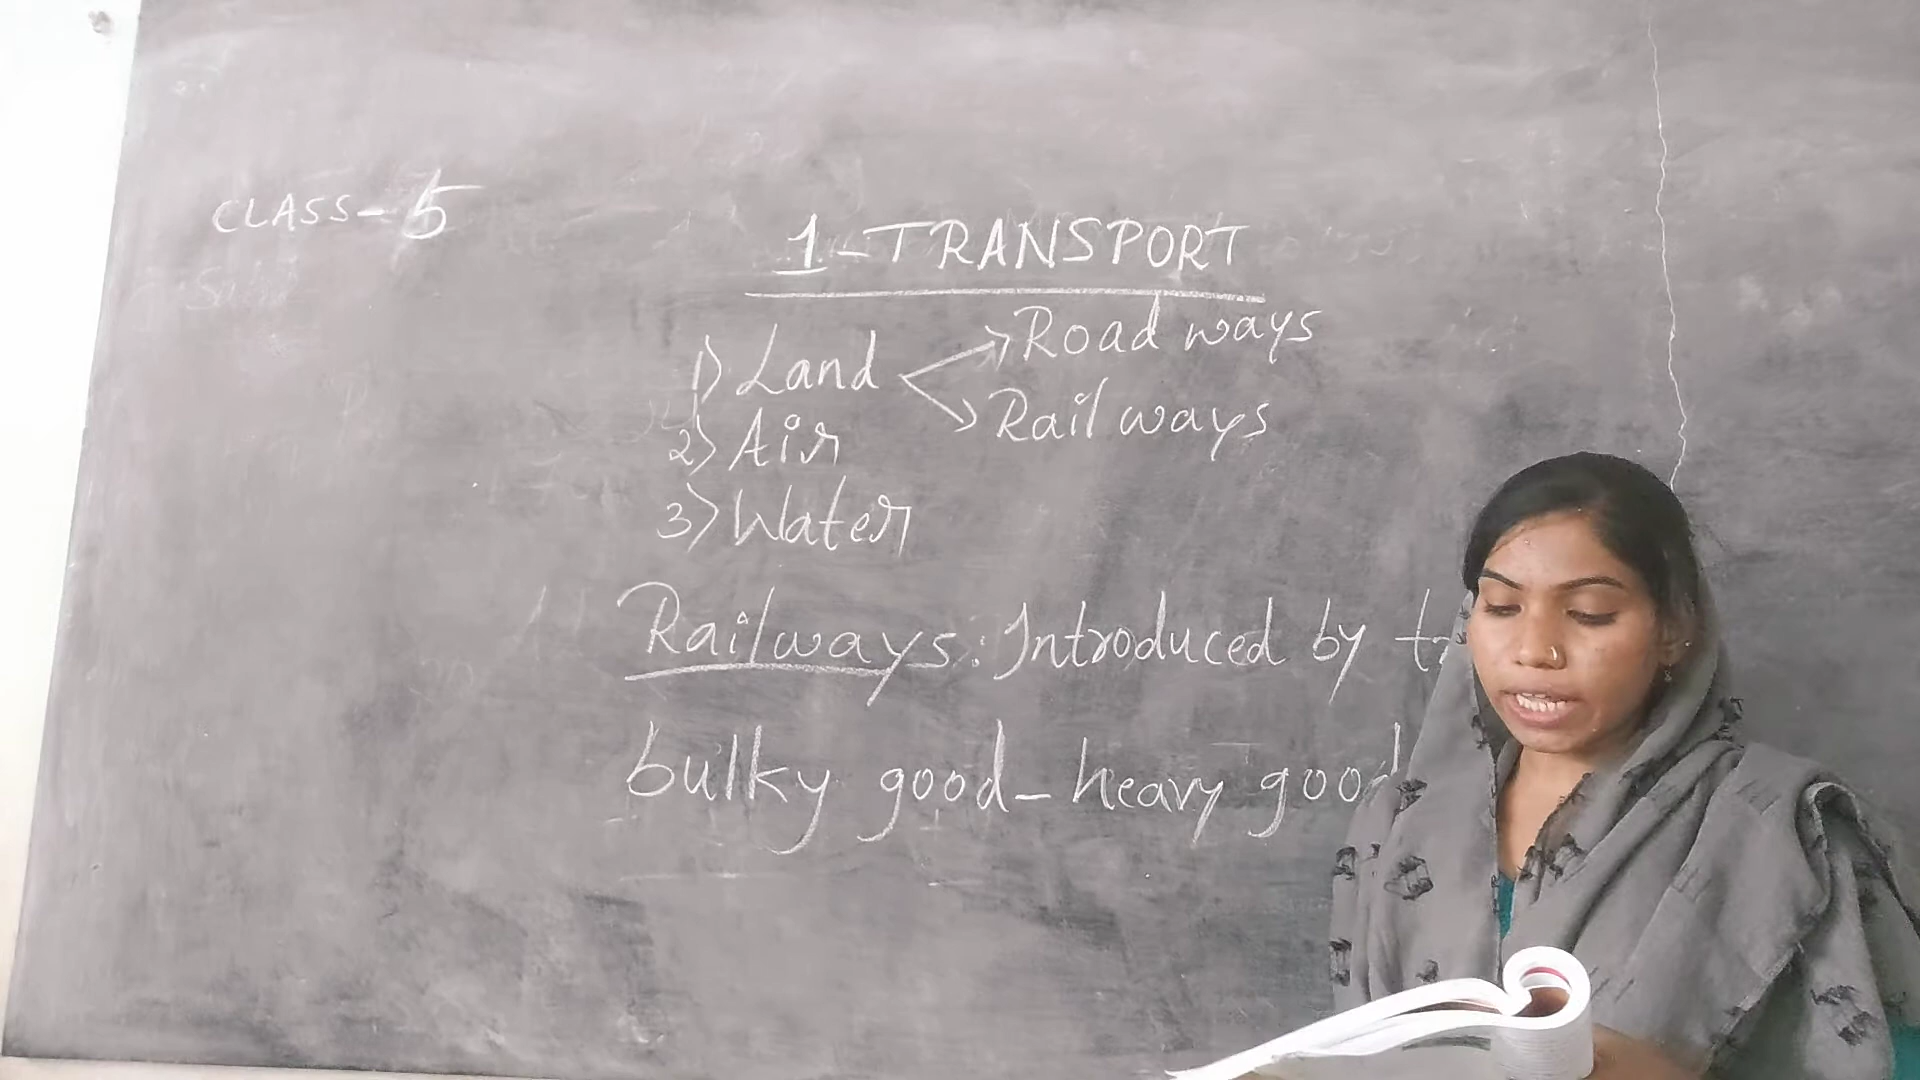 CLASS-5
1-TRANSPORT
1) Land → Road ways
→ Rail ways
2) Air
3) Water
Railways: Introduced by
bulky good - heavy good